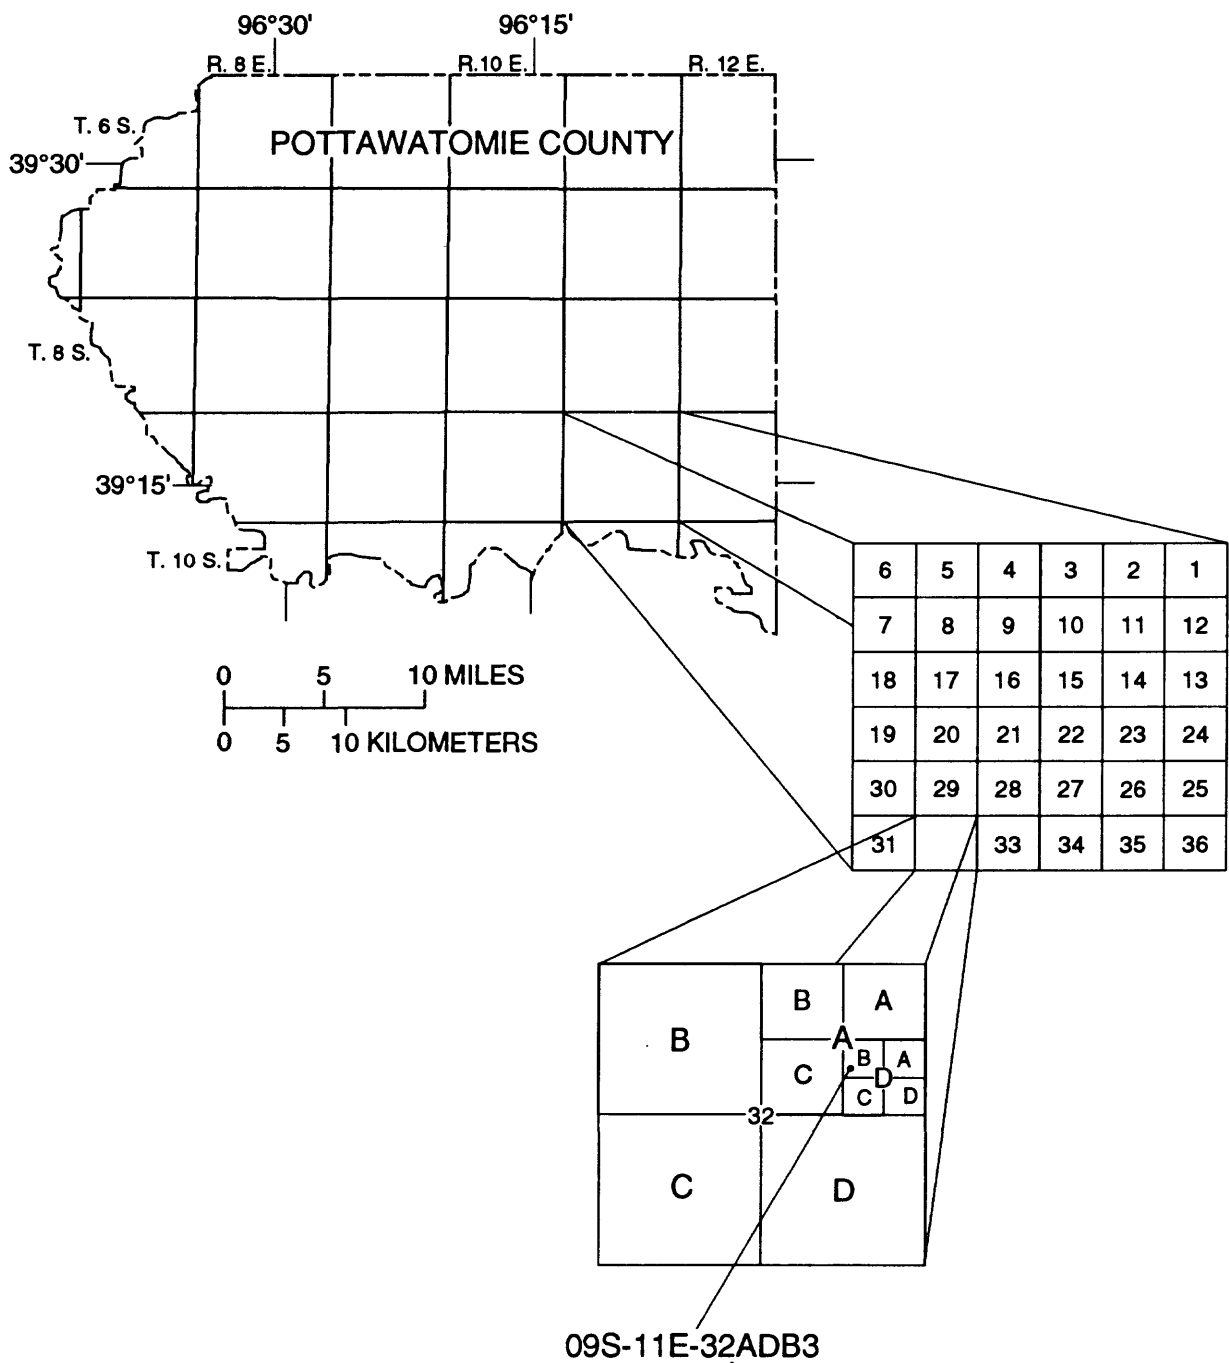 96°30' 96°15'
R. 8 E. R.10 E. R. 12 E.
T. 6 S.
POTTAWATOMIE COUNTY
39°30'
T. 8 S.
39°15'
T. 10 S.
0 5 10 MILES
0 5 10 KILOMETERS
6 5 4 3 2 1
7 8 9 10 11 12
18 17 16 15 14 13
19 20 21 22 23 24
30 29 28 27 26 25
31 33 34 35 36
B A
B A
B A
C D
C D
32
C D
09S-11E-32ADB3